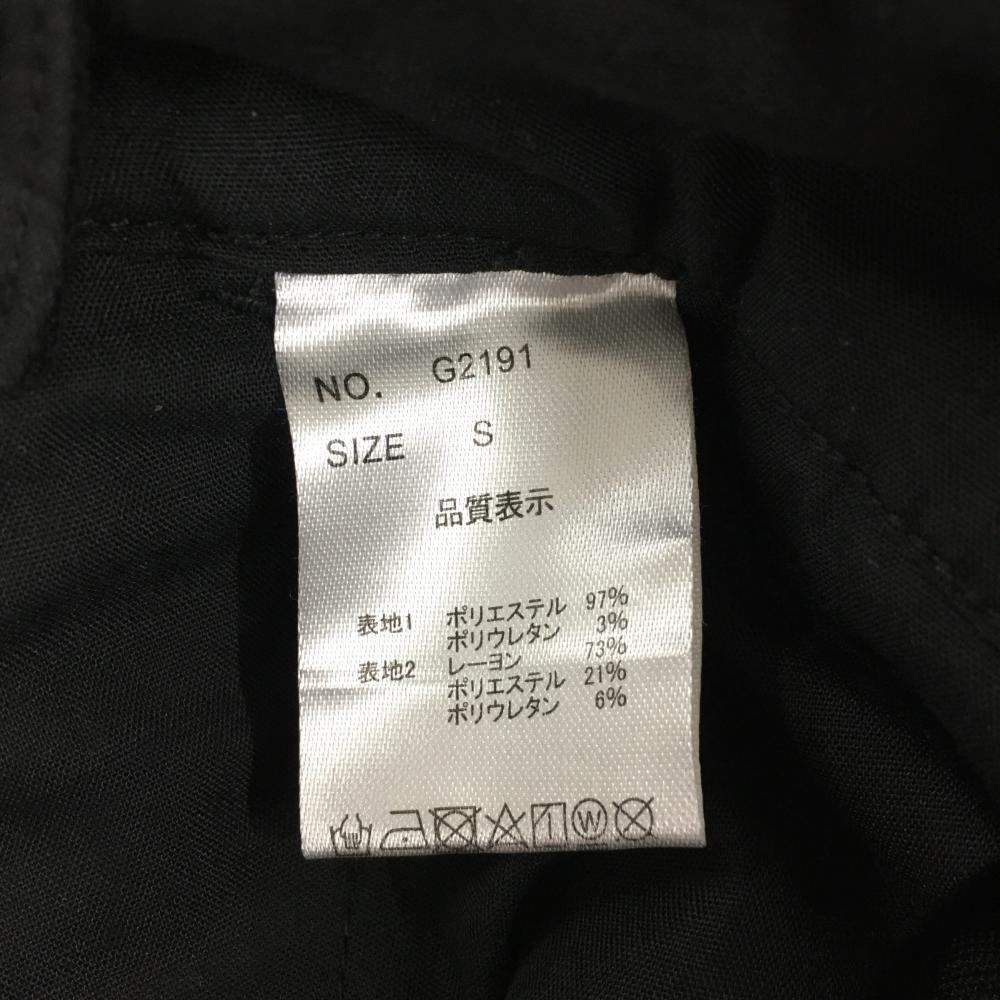 NO. G2191
SIZE S
品質表示
表地1 ポリエステル 97%
ポリウレタン 3%
表地2 レーヨン 73%
ポリエステル 21%
ポリウレタン 6%
W